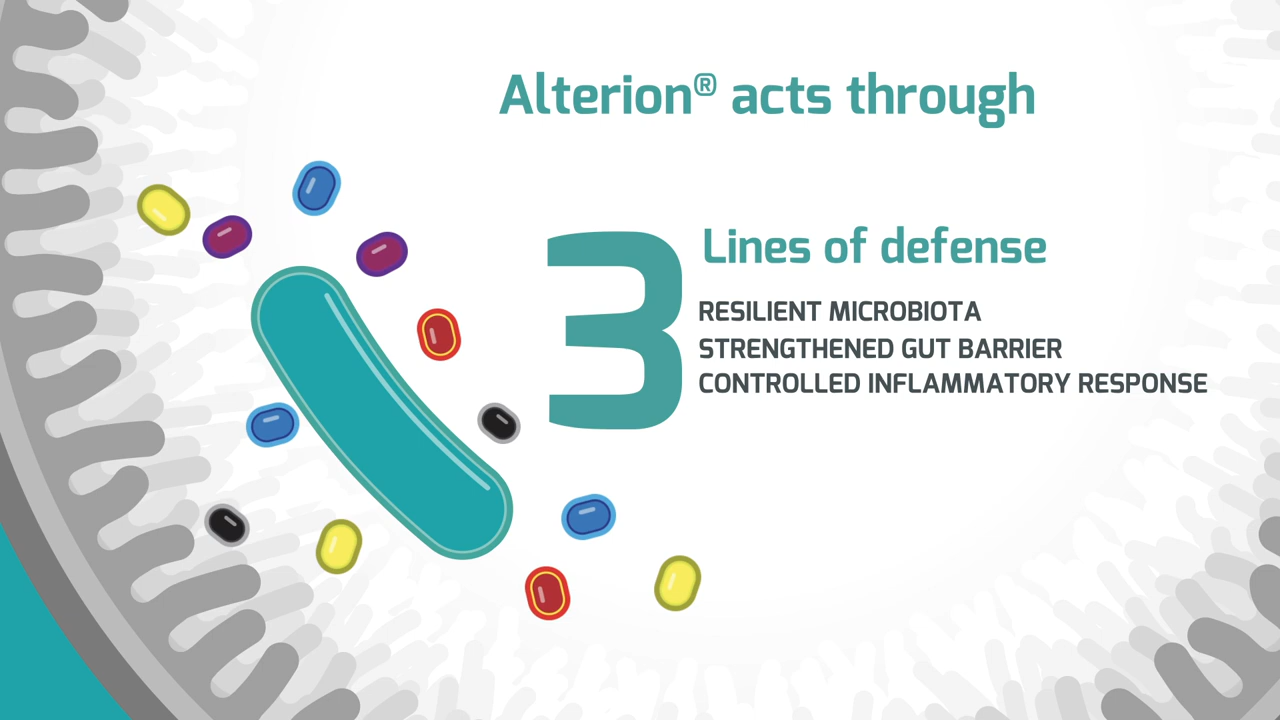 Alterion® acts through
3
Lines of defense
RESILIENT MICROBIOTA
STRENGTHENED GUT BARRIER
CONTROLLED INFLAMMATORY RESPONSE